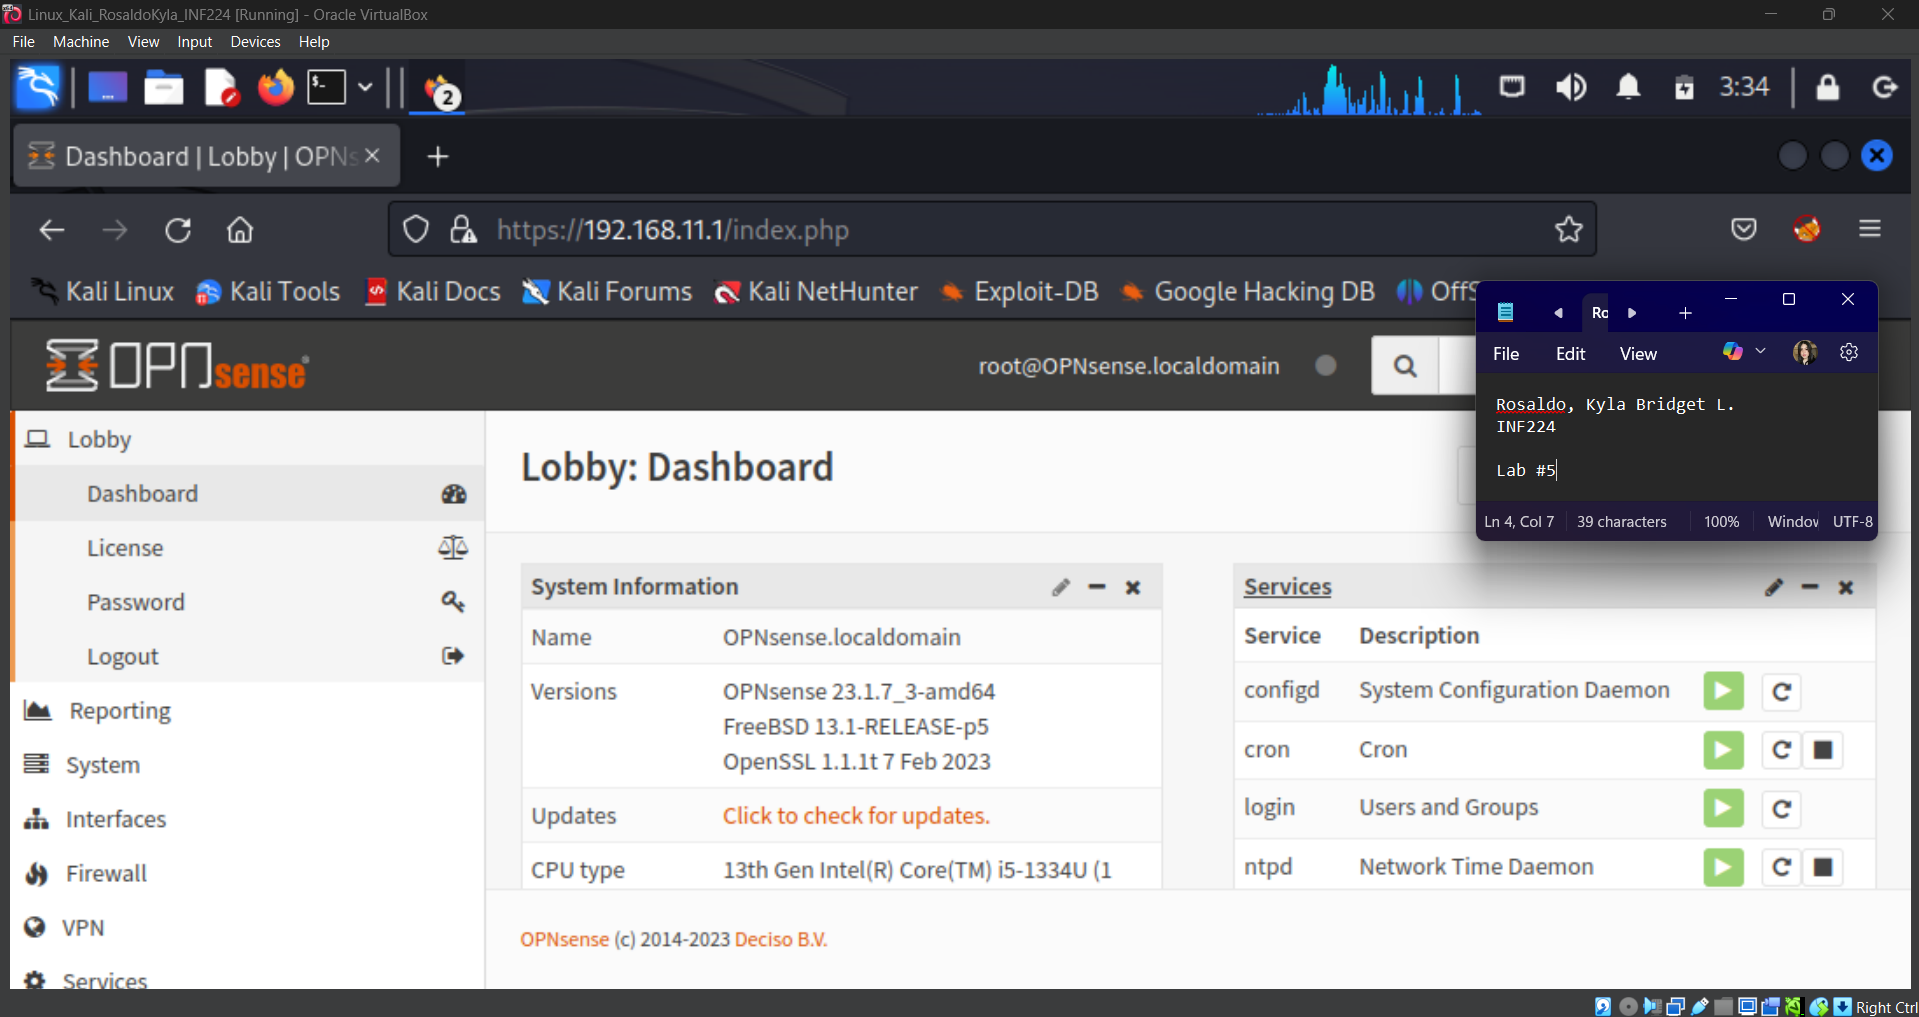 Linux_Kali_RosaldoKyla_INF224 [Running] - Oracle VirtualBox
File Machine View Input Devices Help
2
3:34
Dashboard | Lobby | OPNs
https://192.168.11.1/index.php
Kali Linux Kali Tools Kali Docs Kali Forums Kali NetHunter Exploit-DB Google Hacking DB OffS
OPNsense
root@OPNsense.localdomain
Ro
File Edit View
Rosaldo, Kyla Bridget L.
INF224
Lab #5
Ln 4, Col 7 39 characters 100% Window UTF-8
Lobby
Dashboard
License
Password
Logout
Reporting
System
Interfaces
Firewall
VPN
Services
Lobby: Dashboard
System Information
Name OPNsense.localdomain
Versions OPNsense 23.1.7_3-amd64
FreeBSD 13.1-RELEASE-p5
OpenSSL 1.1.1t 7 Feb 2023
Updates Click to check for updates.
CPU type 13th Gen Intel(R) Core(TM) i5-1334U (1
Services
Service Description
configd System Configuration Daemon
cron Cron
login Users and Groups
ntpd Network Time Daemon
OPNsense (c) 2014-2023 Deciso B.V.
Right Ctrl